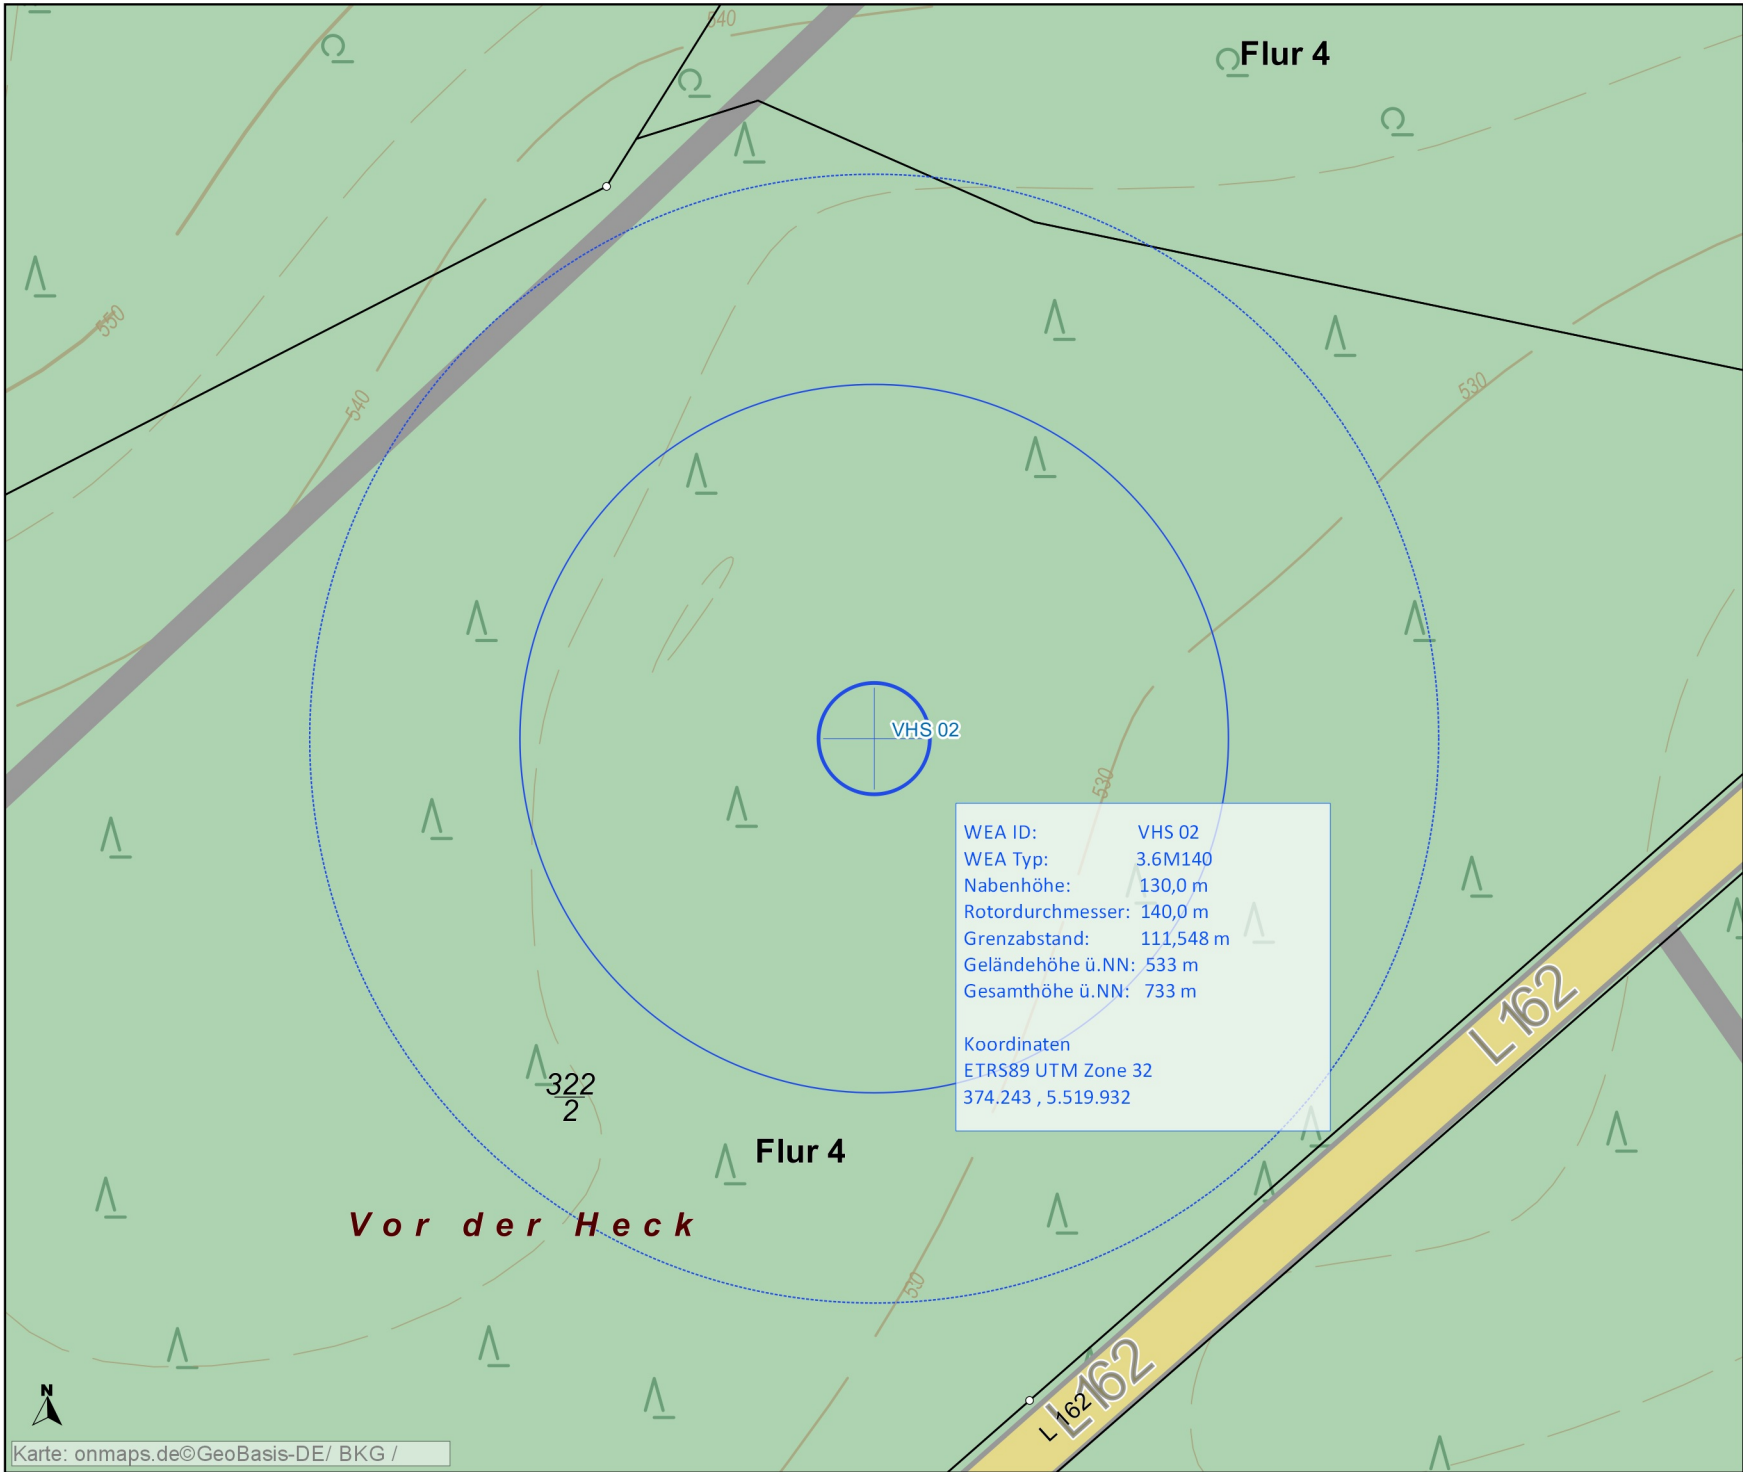 540
Flur 4
550
540
530
VHS 02
530
WEA ID: VHS 02
WEA Typ: 3.6M140
Nabenhöhe: 130,0 m
Rotordurchmesser: 140,0 m
Grenzabstand: 111,548 m
Geländehöhe ü.NN: 533 m
Gesamthöhe ü.NN: 733 m
Koordinaten
ETRS89 UTM Zone 32
374.243 , 5.519.932
L 162
322
2
Flur 4
Vor der Heck
530
L 162
L 162
N
Karte: onmaps.de©GeoBasis-DE/ BKG /